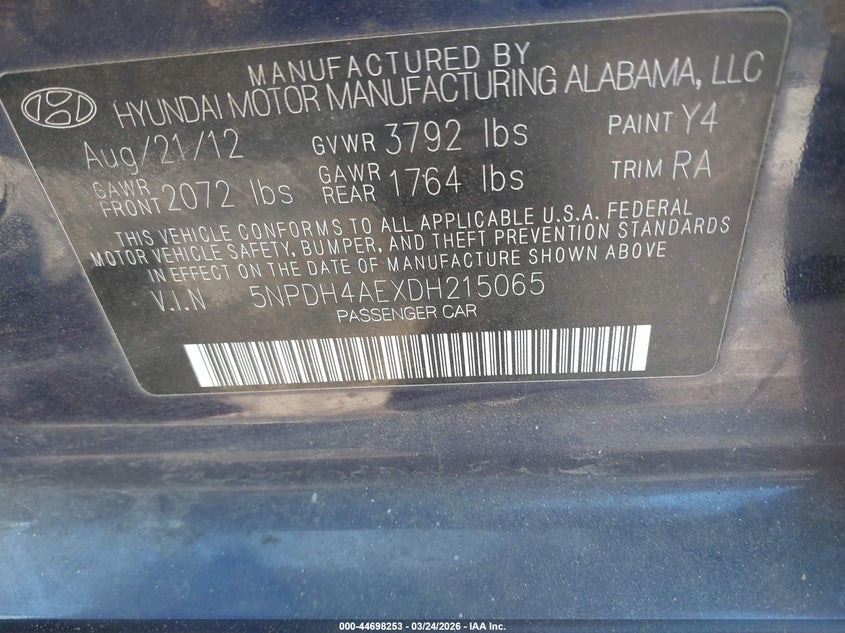 MANUFACTURED BY
HYUNDAI MOTOR MANUFACTURING ALABAMA, LLC
Aug/21/12 GVWR 3792 lbs PAINT Y4
GAWR FRONT 2072 lbs GAWR REAR 1764 lbs TRIM RA
THIS VEHICLE CONFORMS TO ALL APPLICABLE U.S.A. FEDERAL
MOTOR VEHICLE SAFETY, BUMPER, AND THEFT PREVENTION STANDARDS
IN EFFECT ON THE DATE OF MANUFACTURE SHOWN ABOVE
V.I.N 5NPDH4AEXDH215065
PASSENGER CAR
000-44698253 - 03/24/2026 - IAA Inc.